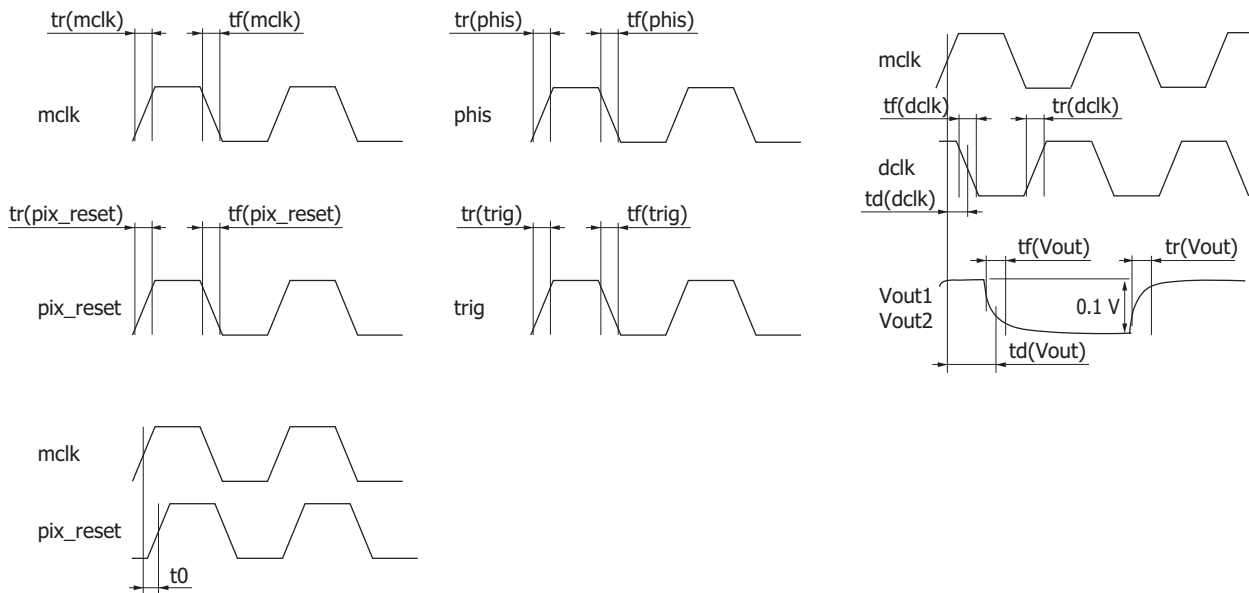 tr(mclk)
tf(mclk)
mclk
tr(phis)
tf(phis)
phis
mclk
tf(dclk)
tr(dclk)
dclk
td(dclk)
tr(pix_reset)
tf(pix_reset)
pix_reset
tr(trig)
tf(trig)
trig
tf(Vout)
tr(Vout)
Vout1
Vout2
0.1 V
td(Vout)
mclk
pix_reset
t0